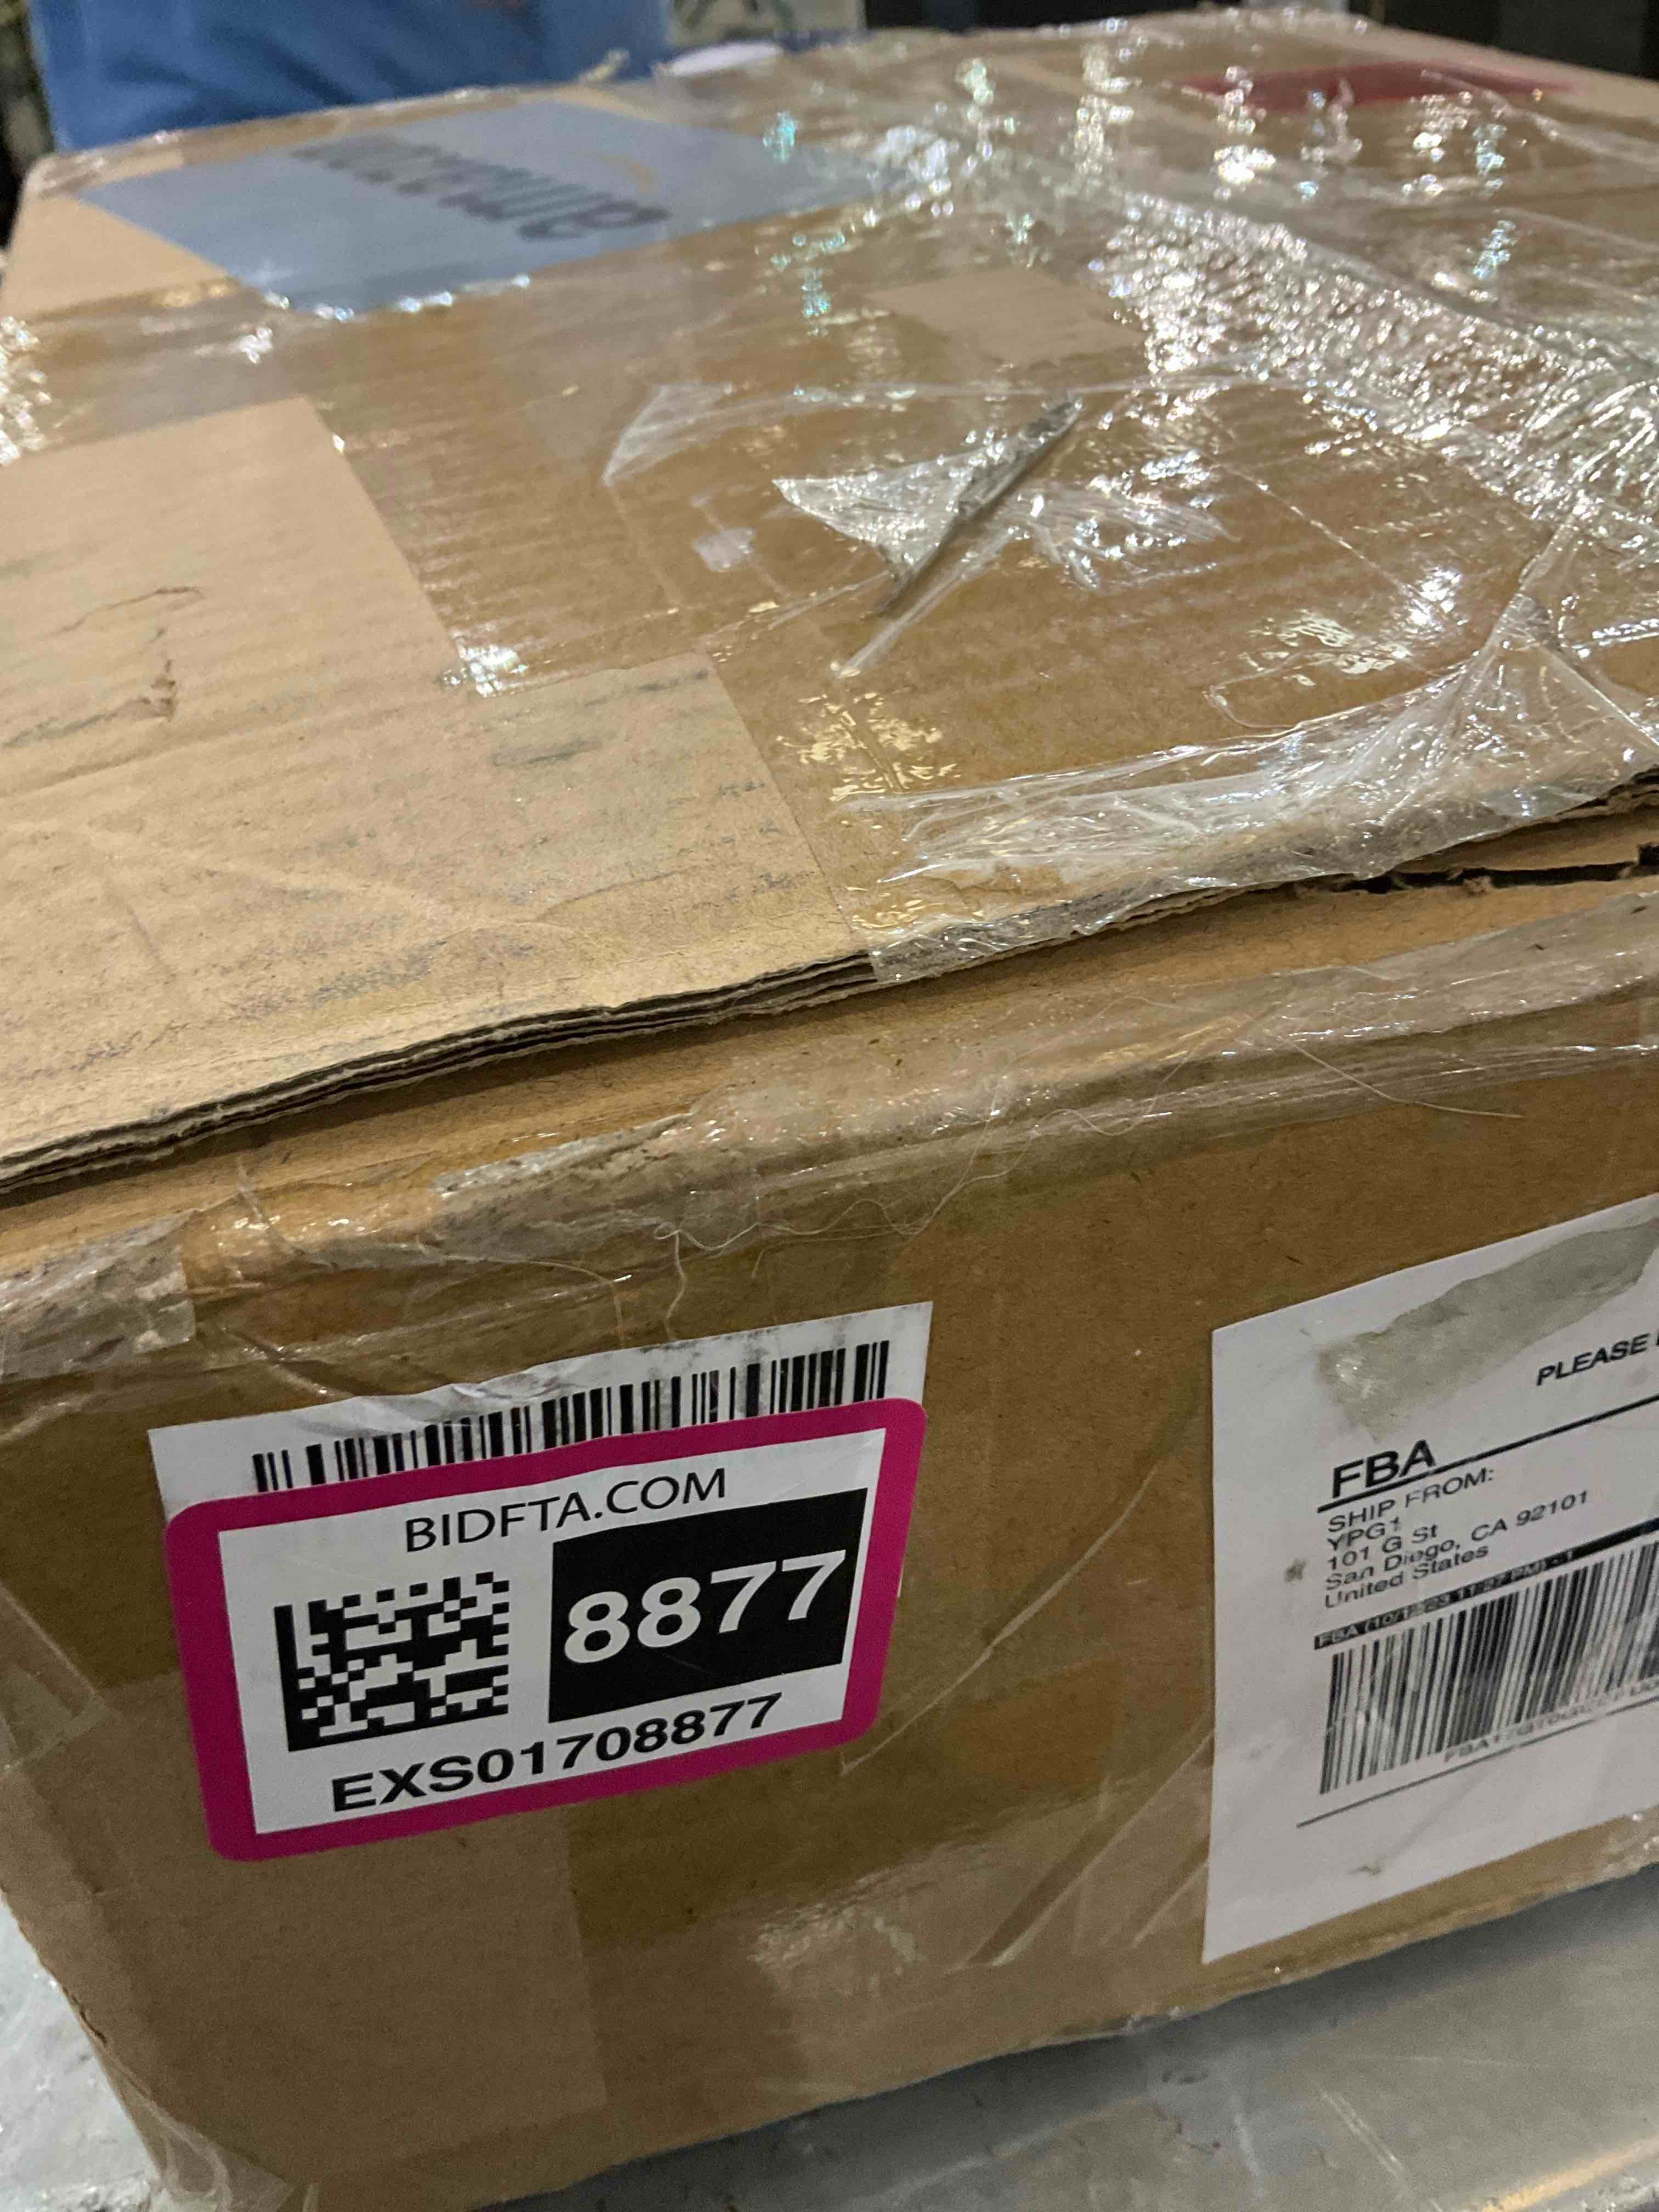 amazon
BIDFTA.COM
8877
EXS01708877
PLEASE
FBA
SHIP FROM:
YPG1
101 G St
San Diego, CA 92101
United States